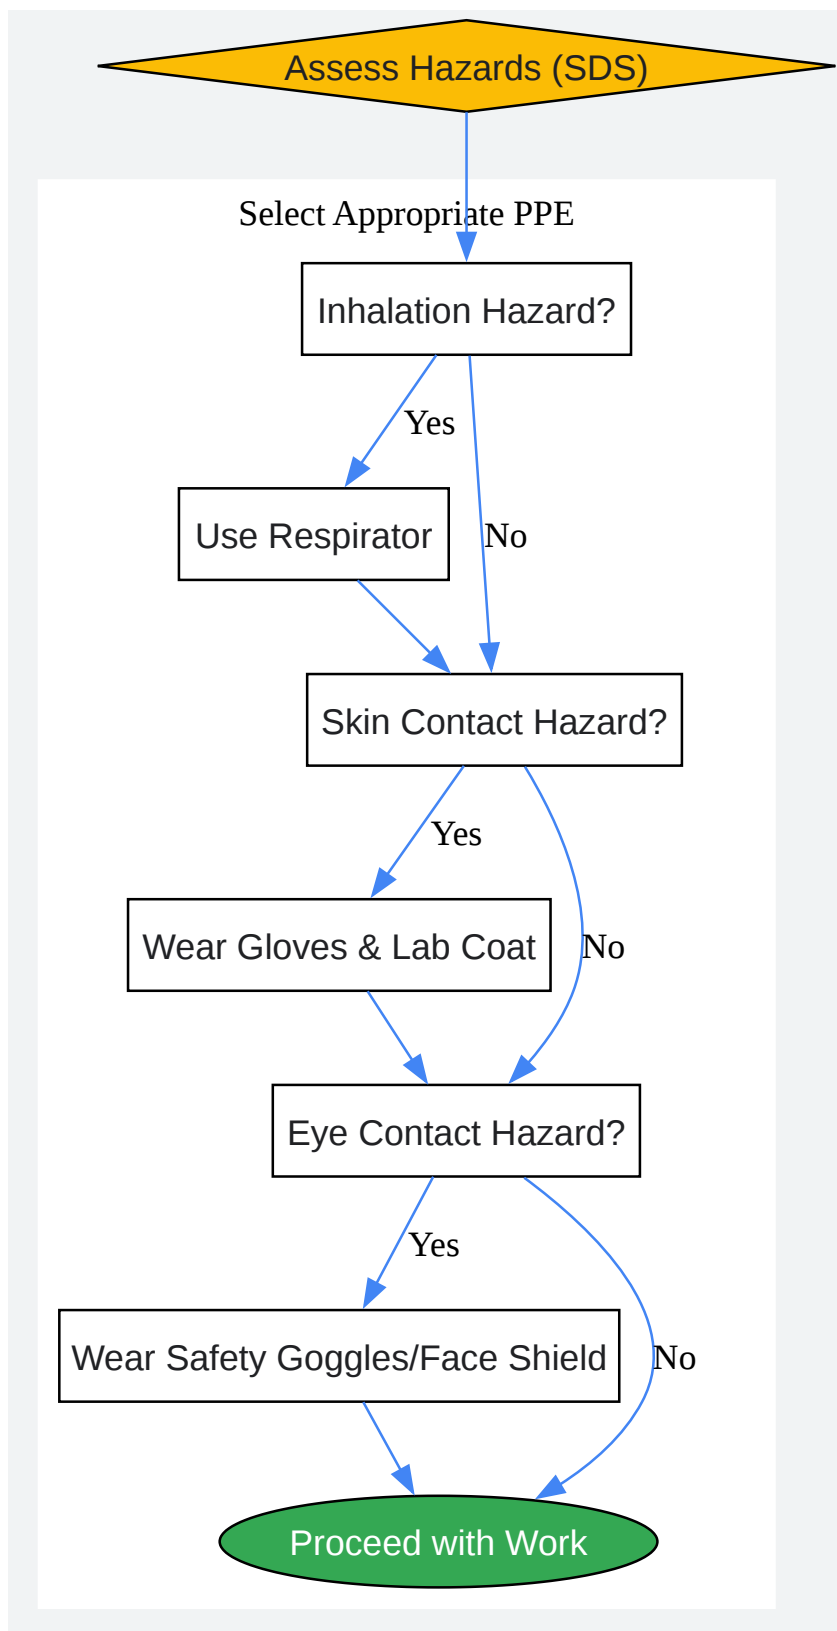 Assess Hazards (SDS)
Select Appropriate PPE
Inhalation Hazard?
Yes
Use Respirator
No
Skin Contact Hazard?
Yes
Wear Gloves & Lab Coat
No
Eye Contact Hazard?
Yes
Wear Safety Goggles/Face Shield
No
Proceed with Work